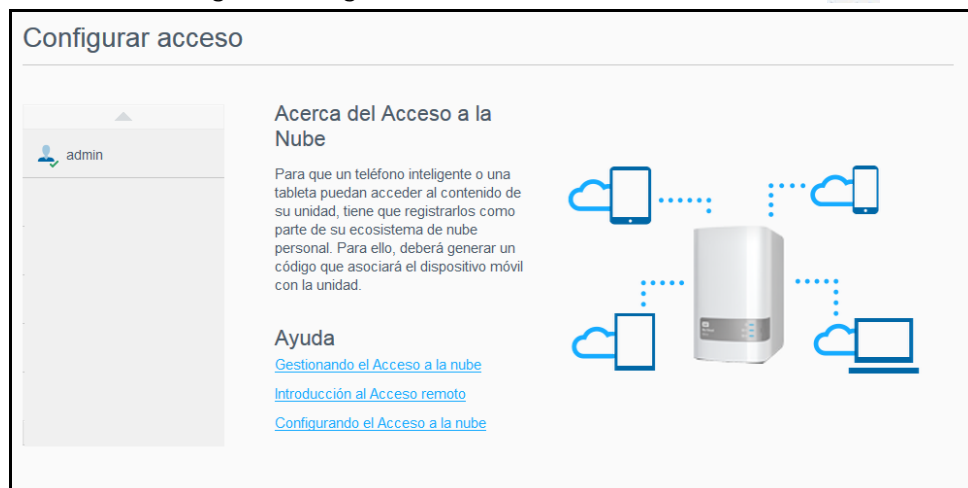 Configurar acceso
admin
Acerca del Acceso a la
Nube
Para que un teléfono inteligente o una
tableta puedan acceder al contenido de
su unidad, tiene que registrarlos como
parte de su ecosistema de nube
personal. Para ello, deberá generar un
código que asociará el dispositivo móvil
con la unidad.
Ayuda
Gestionando el Acceso a la nube
Introducción al Acceso remoto
Configurando el Acceso a la nube